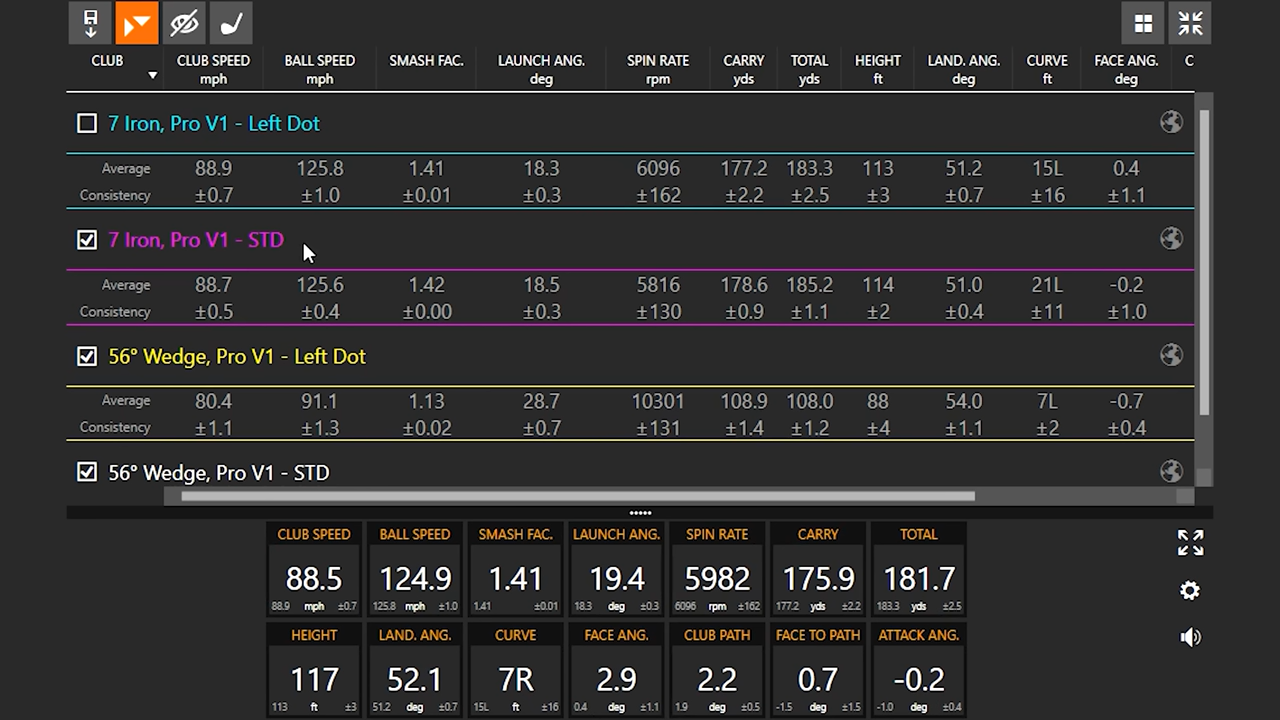 CLUB CLUB SPEED BALL SPEED SMASH FAC. LAUNCH ANG. SPIN RATE CARRY TOTAL HEIGHT LAND. ANG. CURVE FACE ANG. C
mph mph deg rpm yds yds ft deg ft deg
7 Iron, Pro V1 - Left Dot
Average 88.9 125.8 1.41 18.3 6096 177.2 183.3 113 51.2 15L 0.4
Consistency ±0.7 ±1.0 ±0.01 ±0.3 ±162 ±2.2 ±2.5 ±3 ±0.7 ±16 ±1.1
7 Iron, Pro V1 - STD
Average 88.7 125.6 1.42 18.5 5816 178.6 185.2 114 51.0 21L -0.2
Consistency ±0.5 ±0.4 ±0.00 ±0.3 ±130 ±0.9 ±1.1 ±2 ±0.4 ±11 ±1.0
56° Wedge, Pro V1 - Left Dot
Average 80.4 91.1 1.13 28.7 10301 108.9 108.0 88 54.0 7L -0.7
Consistency ±1.1 ±1.3 ±0.02 ±0.7 ±131 ±1.4 ±1.2 ±4 ±1.1 ±2 ±0.4
56° Wedge, Pro V1 - STD
CLUB SPEED BALL SPEED SMASH FAC. LAUNCH ANG. SPIN RATE CARRY TOTAL
88.5 124.9 1.41 19.4 5982 175.9 181.7
88.9 mph ±0.7 125.8 mph ±1.0 1.41 ±0.01 18.3 deg ±0.3 6096 rpm ±162 177.2 yds ±2.2 183.3 yds ±2.5
HEIGHT LAND. ANG. CURVE FACE ANG. CLUB PATH FACE TO PATH ATTACK ANG.
117 52.1 7R 2.9 2.2 0.7 -0.2
113 ft ±3 51.2 deg ±0.7 15L ft ±16 0.4 deg ±1.1 1.9 deg ±0.5 -1.5 deg ±1.5 -1.0 deg ±0.4